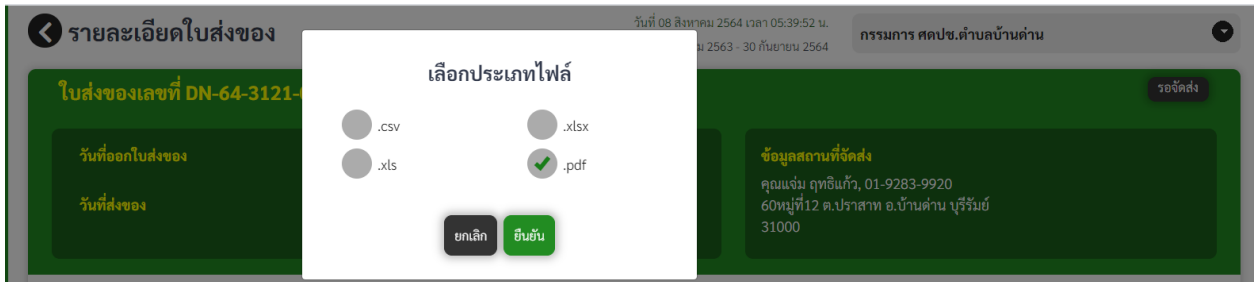 รายละเอียดใบส่งของ
วันที่ 08 สิงหาคม 2564 เวลา 05:39:52 น.
2563 - 30 กันยายน 2564
กรรมการ ศดปช.ตำบลบ้านด่าน
เลือกประเภทไฟล์
.csv
.xlsx
.xls
.pdf
ยกเลิก
ยืนยัน
ใบส่งของเลขที่ DN-64-3121-
รอจัดส่ง
วันที่ออกใบส่งของ
วันที่ส่งของ
ข้อมูลสถานที่จัดส่ง
คุณแจ่ม ฤทธิแก้ว, 01-9283-9920
60หมู่ที่12 ต.ปราสาท อ.บ้านด่าน บุรีรัมย์
31000